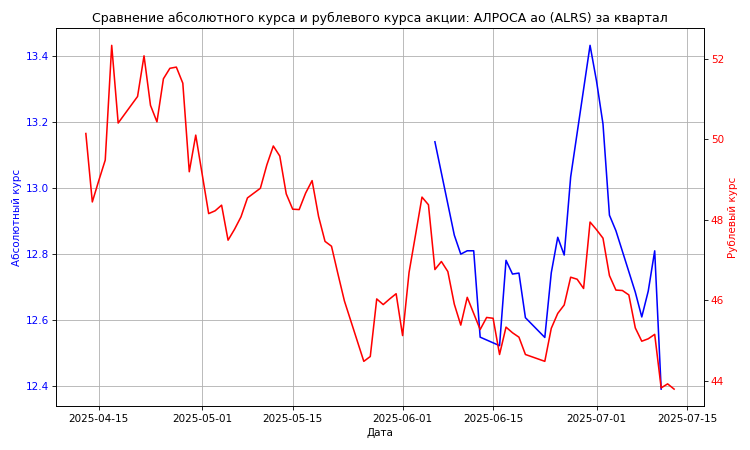 Сравнение абсолютного курса и рублевого курса акции: АЛРОСА ао (ALRS) за квартал
13.4
13.2
13.0
12.8
12.6
12.4
Абсолютный курс
52
50
48
46
44
Рублевый курс
2025-04-15 2025-05-01 2025-05-15 2025-06-01 2025-06-15 2025-07-01 2025-07-15
Дата